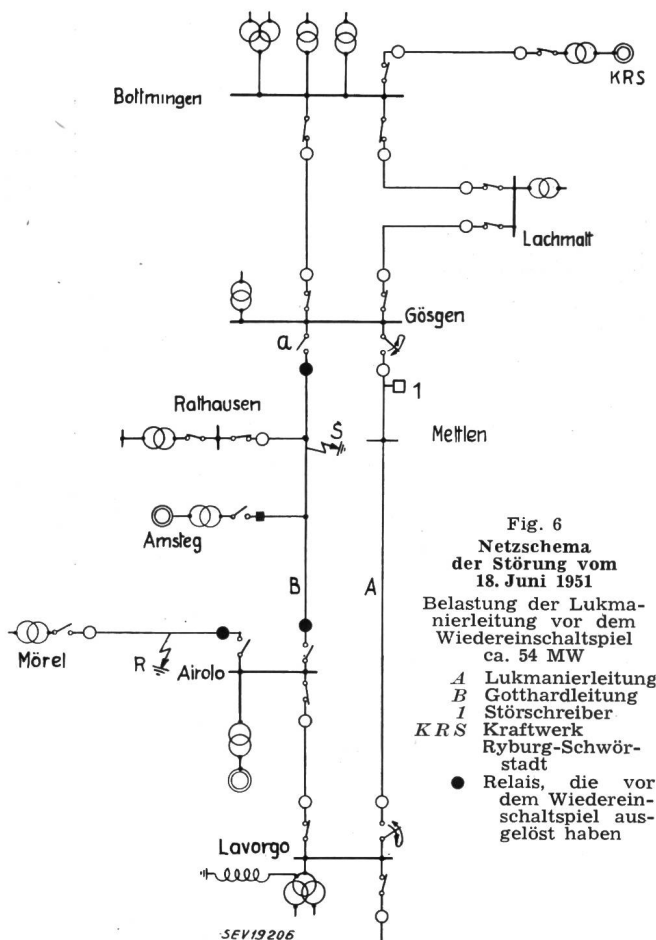 KRS
Bottmingen
Lachmatt
Gösgen
a
1
Rathausen
S
Mettlen
Amsteg
B
A
Mörel
R
Airolo
Lavorgo
SEV19206
Fig. 6
Netzschema
der Störung vom
18. Juni 1951
Belastung der Lukma-
nierleitung vor dem
Wiedereinschaltspiel
ca. 54 MW
A Lukmanierleitung
B Gotthardleitung
1 Störschreiber
KRS Kraftwerk
Ryburg-Schwör-
stadt
● Relais, die vor
dem Wiederein-
schaltspiel aus-
gelöst haben